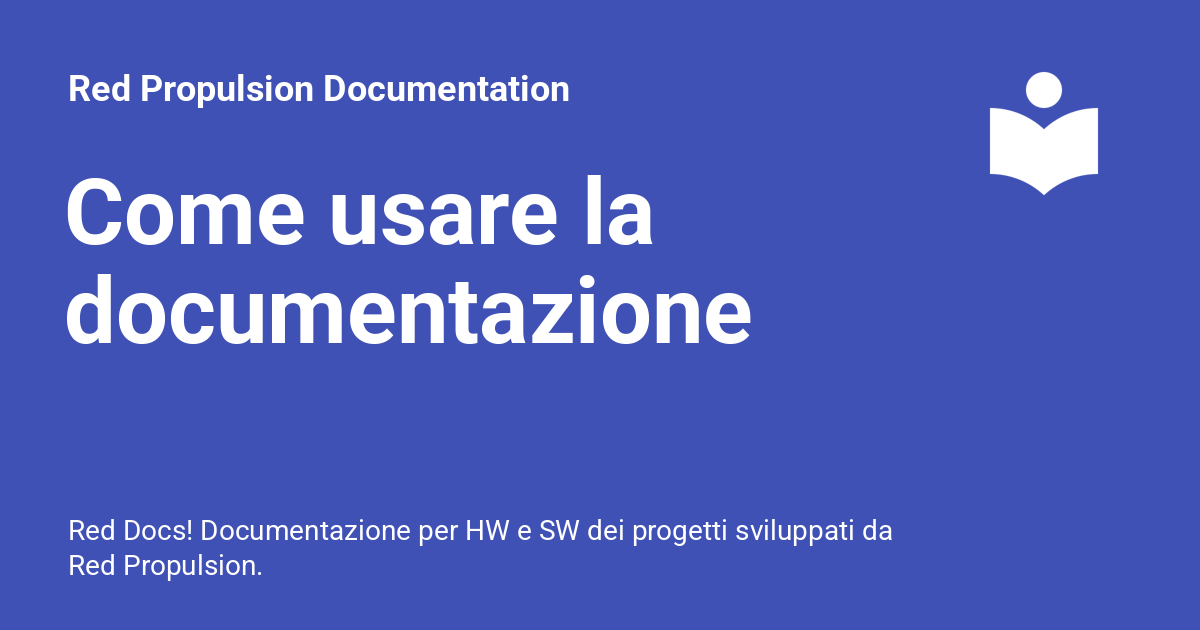 Red Propulsion Documentation
Come usare la
documentazione
Red Docs! Documentazione per HW e SW dei progetti sviluppati da
Red Propulsion.